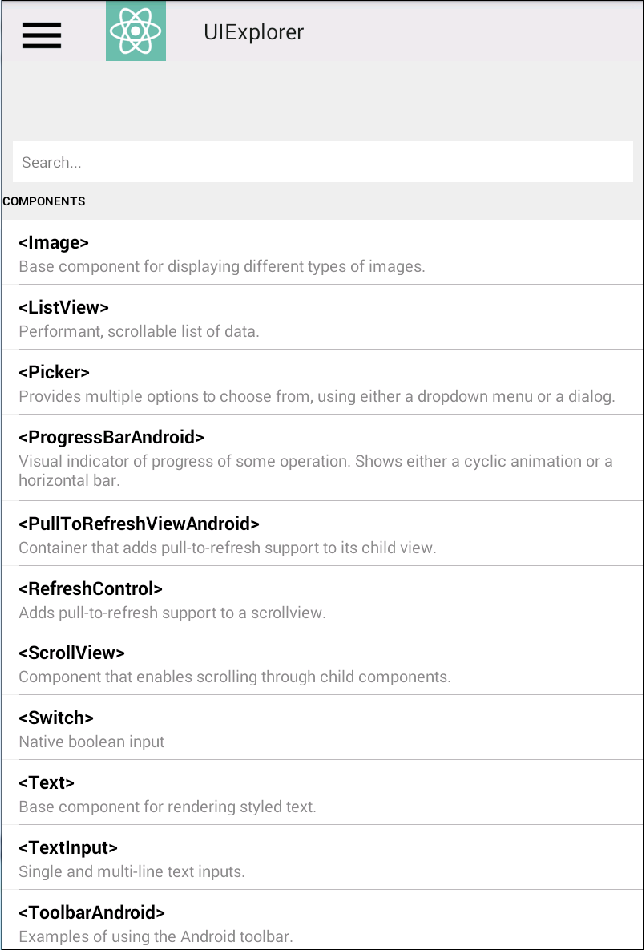 UIExplorer
Search...
COMPONENTS
<Image>
Base component for displaying different types of images.
<ListView>
Performant, scrollable list of data.
<Picker>
Provides multiple options to choose from, using either a dropdown menu or a dialog.
<ProgressBarAndroid>
Visual indicator of progress of some operation. Shows either a cyclic animation or a
horizontal bar.
<PullToRefreshViewAndroid>
Container that adds pull-to-refresh support to its child view.
<RefreshControl>
Adds pull-to-refresh support to a scrollview.
<ScrollView>
Component that enables scrolling through child components.
<Switch>
Native boolean input
<Text>
Base component for rendering styled text.
<TextInput>
Single and multi-line text inputs.
<ToolbarAndroid>
Examples of using the Android toolbar.